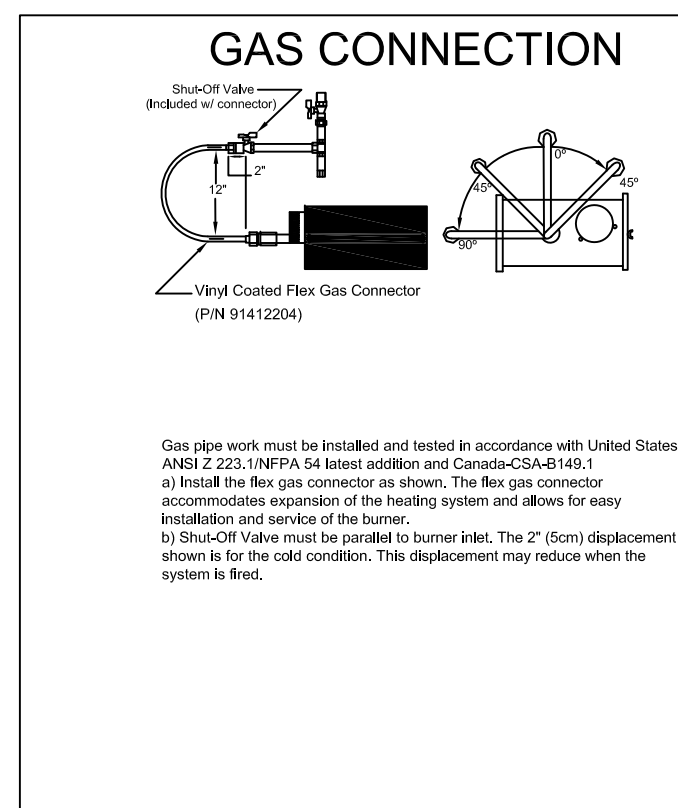 GAS CONNECTION
Shut-Off Valve
(Included w/ connector)
2"
12"
0º
45º
45º
90º
Vinyl Coated Flex Gas Connector
(P/N 91412204)
Gas pipe work must be installed and tested in accordance with United States
ANSI Z 223.1/NFPA 54 latest addition and Canada-CSA-B149.1
a) Install the flex gas connector as shown. The flex gas connector
accommodates expansion of the heating system and allows for easy
installation and service of the burner.
b) Shut-Off Valve must be parallel to burner inlet. The 2" (5cm) displacement
shown is for the cold condition. This displacement may reduce when the
system is fired.